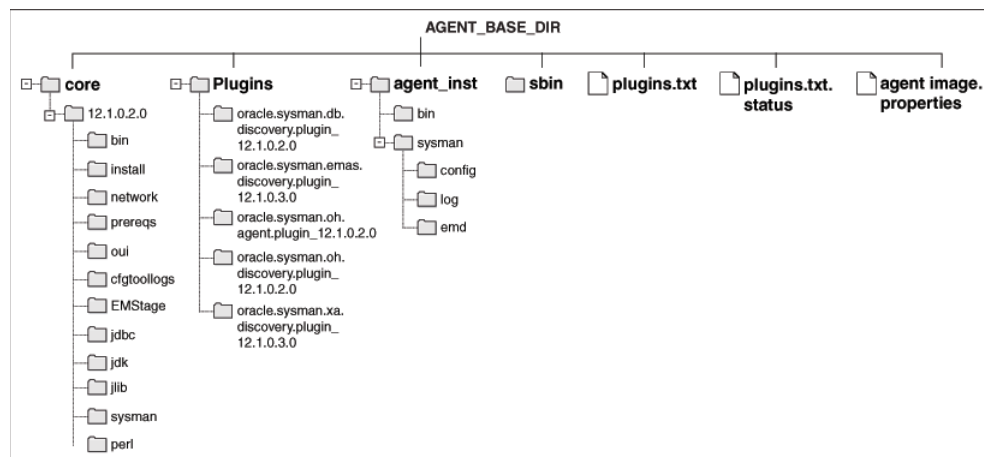 AGENT_BASE_DIR
core
12.1.0.2.0
bin
install
network
prereqs
oui
cfgtoollogs
EMStage
jdbc
jdk
jlib
sysman
perl
Plugins
oracle.sysman.db.
discovery.plugin_
12.1.0.2.0
oracle.sysman.emas.
discovery.plugin_
12.1.0.3.0
oracle.sysman.oh.
agent.plugin_12.1.0.2.0
oracle.sysman.oh.
discovery.plugin_
12.1.0.2.0
oracle.sysman.xa.
discovery.plugin_
12.1.0.3.0
agent_inst
bin
sysman
config
log
emd
sbin
plugins.txt
plugins.txt.
status
agent image.
properties